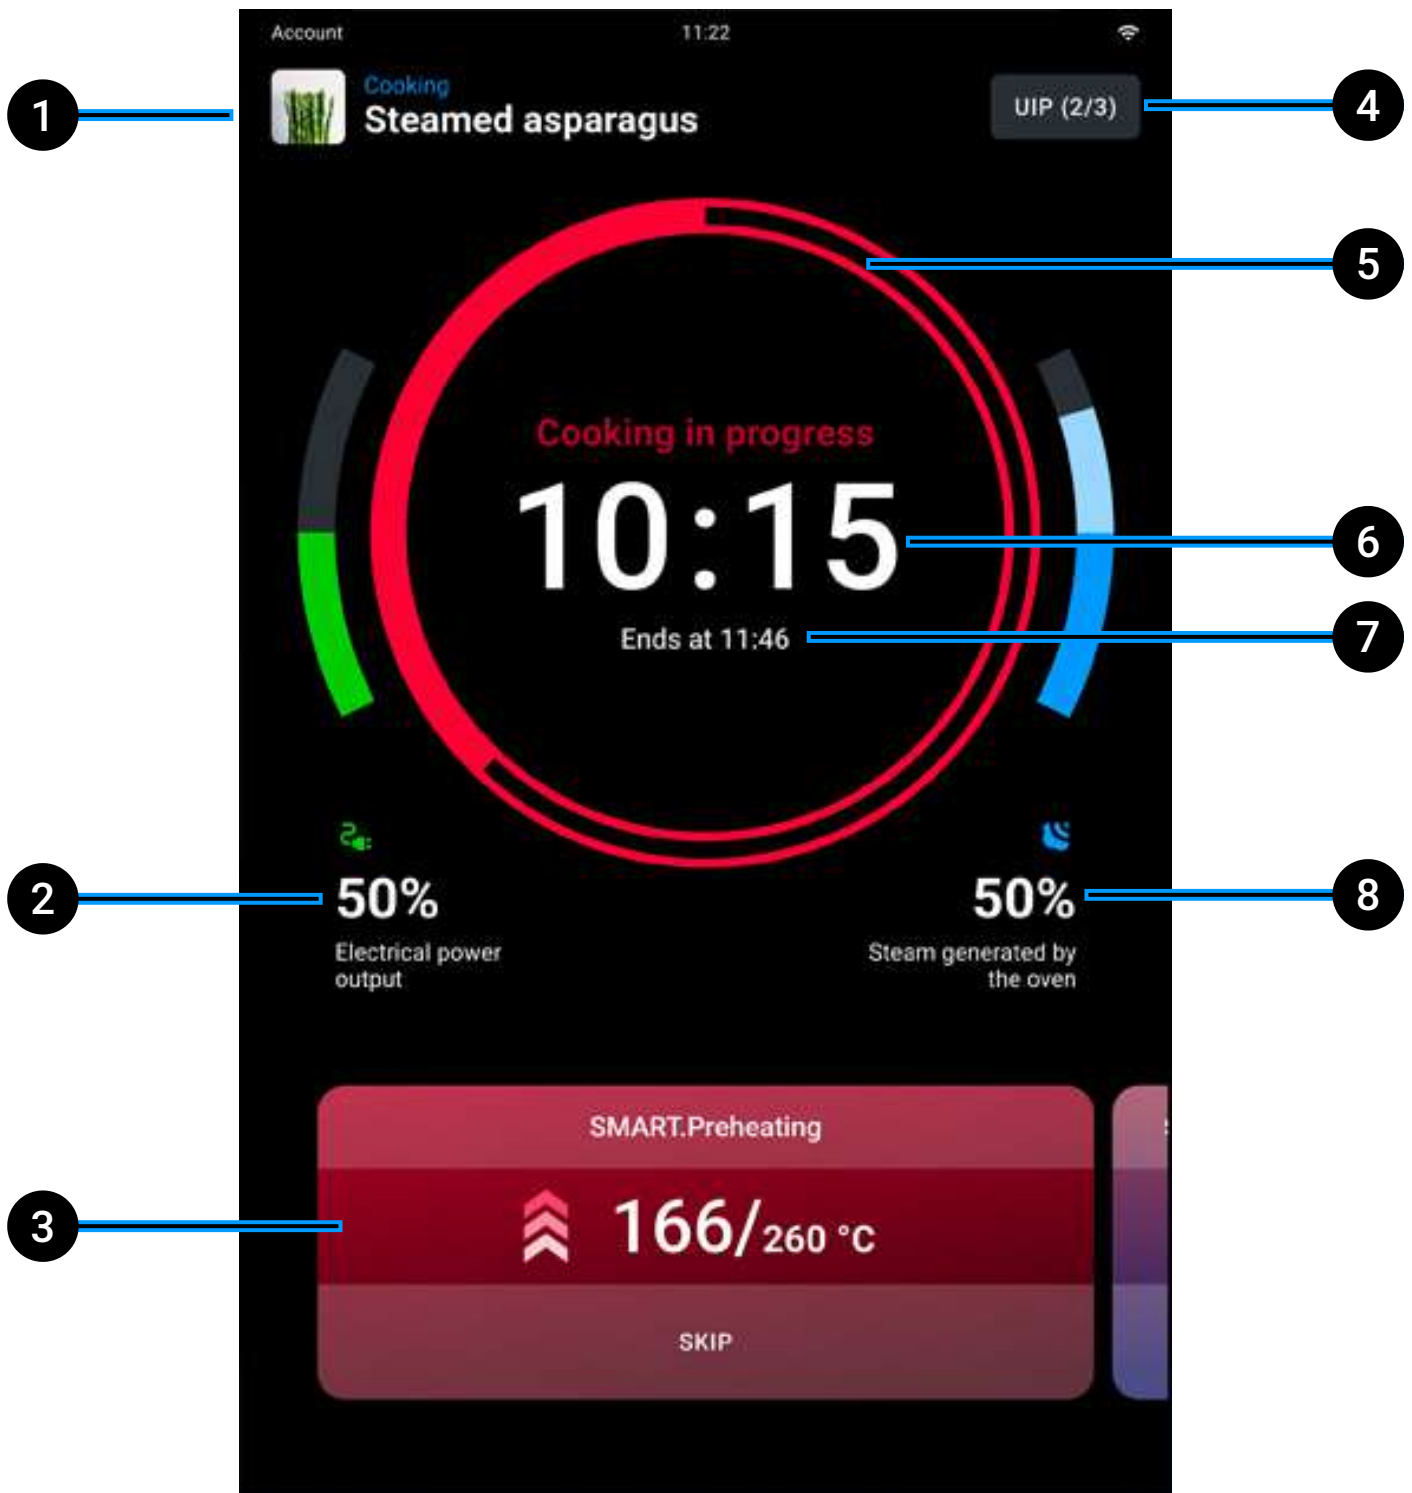 Account
11:22
1
Cooking
Steamed asparagus
UIP (2/3)
4
5
Cooking in progress
10:15
6
Ends at 11:46
7
2
50%
50%
8
Electrical power
output
Steam generated by
the oven
SMART.Preheating
3
166/260 °C
SKIP